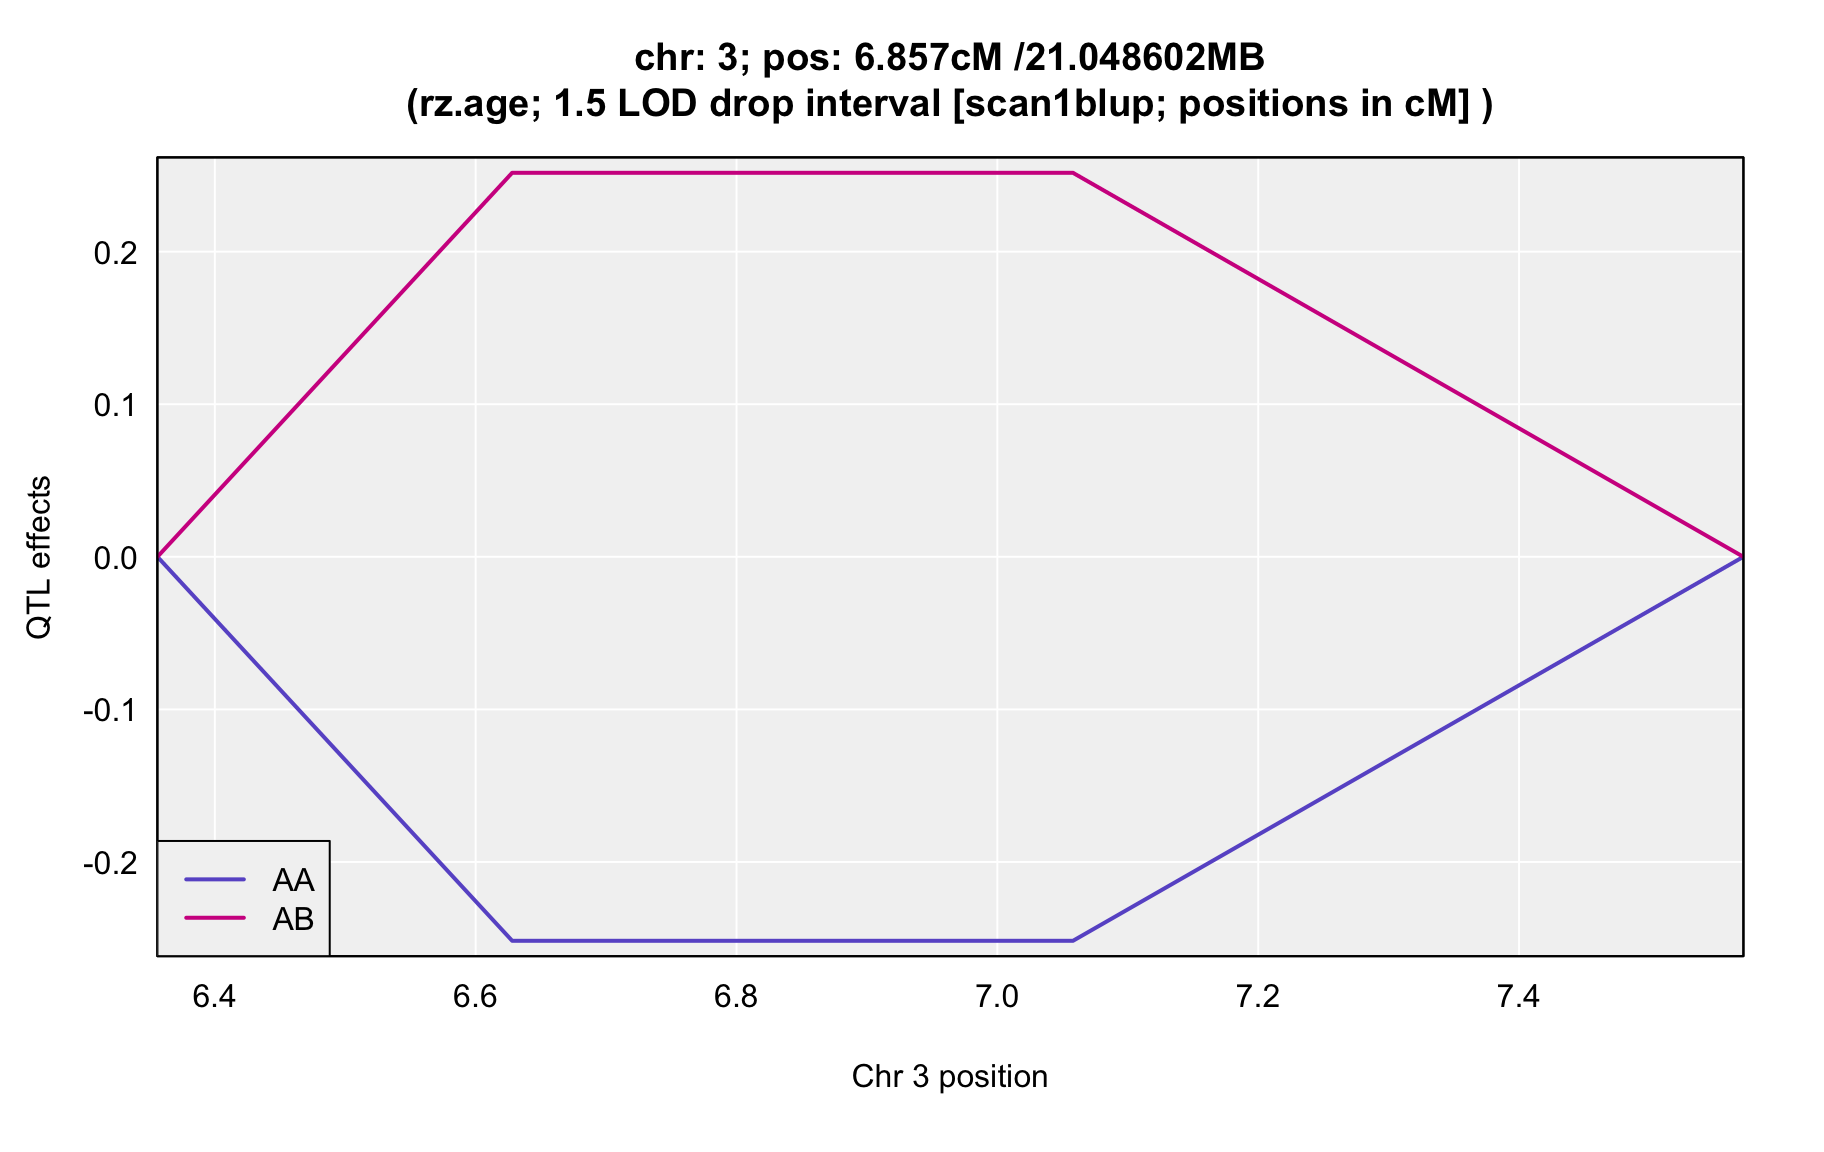 chr: 3; pos: 6.857cM /21.048602MB
(rz.age; 1.5 LOD drop interval [scan1blup; positions in cM] )
QTL effects
0.2
0.1
0.0
-0.1
-0.2
AA
AB
6.4 6.6 6.8 7.0 7.2 7.4
Chr 3 position